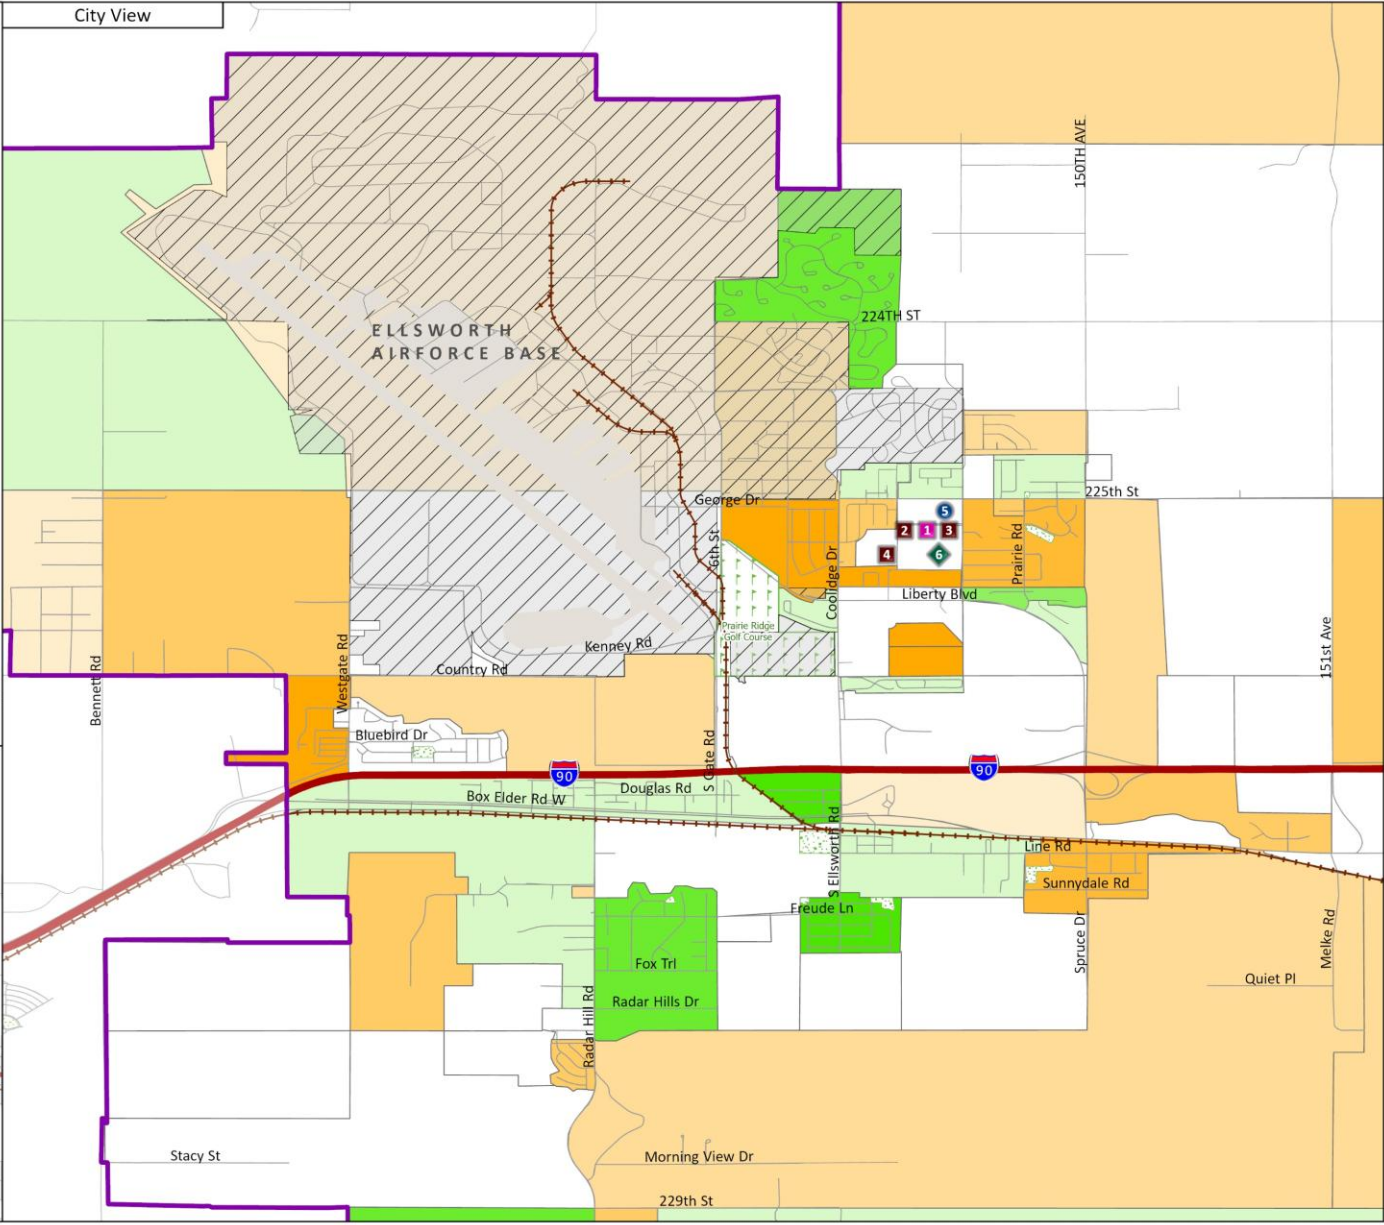 City View
150TH AVE
224TH ST
ELLSWORTH
AIRFORCE BASE
225th St
George Dr
5
2
1
3
4
6
6th St
Coolidge Dr
Prairie Rd
Liberty Blvd
Prairie Ridge
Golf Course
Kenney Rd
Country Rd
Westgate Rd
Bennett Rd
151st Ave
Bluebird Dr
S Gate Rd
90
90
Douglas Rd
Box Elder Rd W
S Ellsworth Rd
Line Rd
Sunnydale Rd
Freude Ln
Spruce Dr
Melke Rd
Fox Trl
Quiet Pl
Radar Hills Dr
Radar Hill Rd
Stacy St
Morning View Dr
229th St